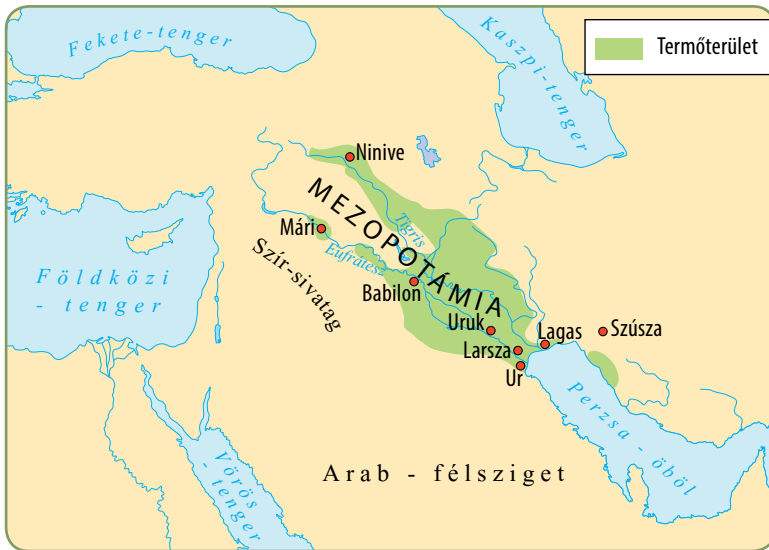 Fekete-tenger
Kaszpi-tenger
Termőterület
Ninive
MEZOPOTÁMIA
Tigris
Mári
Eufrátes
Szír-sivatag
Földközi
- tenger
Babilon
Uruk
Lagas
Szúsza
Larsza
Ur
Perzsa - öböl
Vörös
- tenger
Arab - félsziget